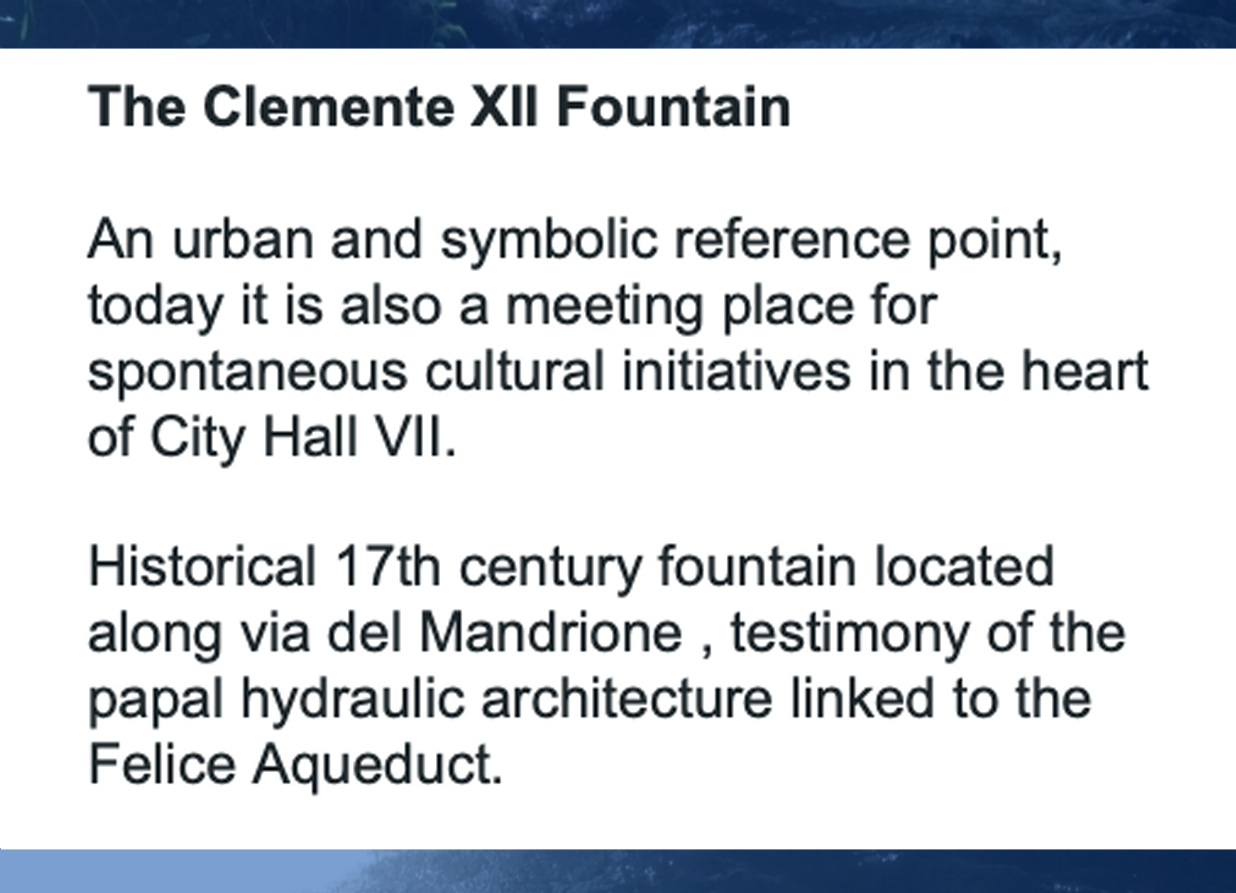 The Clemente XII Fountain
An urban and symbolic reference point,
today it is also a meeting place for
spontaneous cultural initiatives in the heart
of City Hall VII.
Historical 17th century fountain located
along via del Mandrione , testimony of the
papal hydraulic architecture linked to the
Felice Aqueduct.